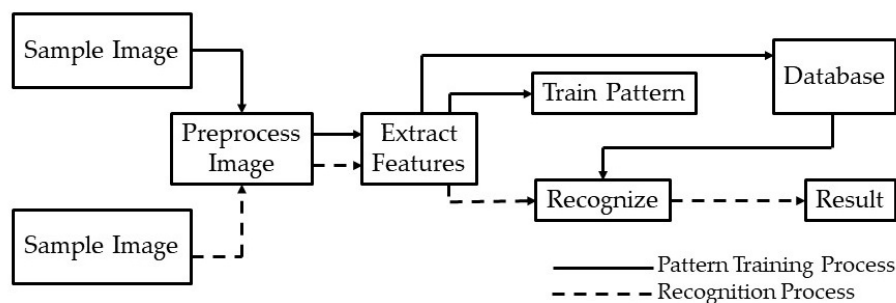 Sample Image
Database
Train Pattern
Preprocess
Image
Extract
Features
Recognize
Result
Sample Image
Pattern Training Process
Recognition Process